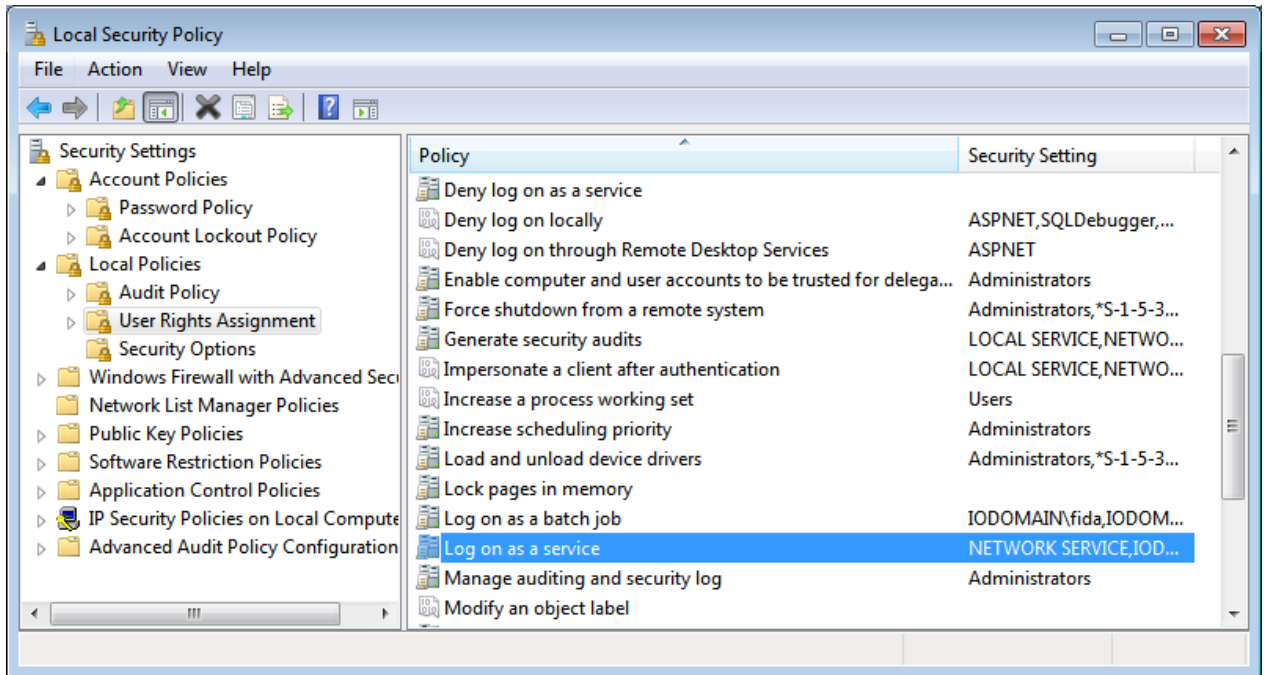 Local Security Policy
File Action View Help
Security Settings
Account Policies
Password Policy
Account Lockout Policy
Local Policies
Audit Policy
User Rights Assignment
Security Options
Windows Firewall with Advanced Secu
Network List Manager Policies
Public Key Policies
Software Restriction Policies
Application Control Policies
IP Security Policies on Local Compute
Advanced Audit Policy Configuration
Policy Security Setting
Deny log on as a service
Deny log on locally ASPNET,SQLDebugger,...
Deny log on through Remote Desktop Services ASPNET
Enable computer and user accounts to be trusted for delega... Administrators
Force shutdown from a remote system Administrators,*S-1-5-3...
Generate security audits LOCAL SERVICE,NETWO...
Impersonate a client after authentication LOCAL SERVICE,NETWO...
Increase a process working set Users
Increase scheduling priority Administrators
Load and unload device drivers Administrators,*S-1-5-3...
Lock pages in memory
Log on as a batch job IODOMAIN\fida,IODOM...
Log on as a service NETWORK SERVICE,IOD...
Manage auditing and security log Administrators
Modify an object label